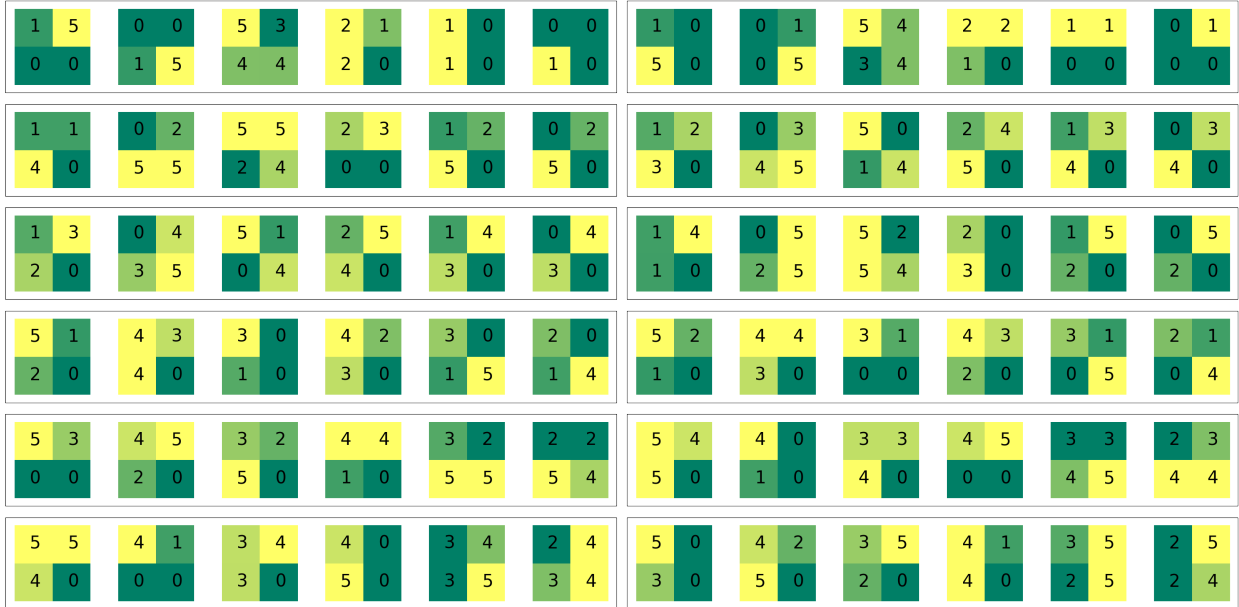 1 5 0 0 5 3 2 1 1 0 0 0 1 0 0 1 5 4 2 2 1 1 0 1
0 0 1 5 4 4 2 0 1 0 1 0 5 0 0 5 3 4 1 0 0 0 0 0
1 1 0 2 5 5 2 3 1 2 0 2 1 2 0 3 5 0 2 4 1 3 0 3
4 0 5 5 2 4 0 0 5 0 5 0 3 0 4 5 1 4 5 0 4 0 4 0
1 3 0 4 5 1 2 5 1 4 0 4 1 4 0 5 5 2 2 0 1 5 0 5
2 0 3 5 0 4 4 0 3 0 3 0 1 0 2 5 5 4 3 0 2 0 2 0
5 1 4 3 3 0 4 2 3 0 2 0 5 2 4 4 3 1 4 3 3 1 2 1
2 0 4 0 1 0 3 0 1 5 1 4 1 0 3 0 0 0 2 0 0 5 0 4
5 3 4 5 3 2 4 4 3 2 2 2 5 4 4 0 3 3 4 5 3 3 2 3
0 0 2 0 5 0 1 0 5 5 5 4 5 0 1 0 4 0 0 0 4 5 4 4
5 5 4 1 3 4 4 0 3 4 2 4 5 0 4 2 3 5 4 1 3 5 2 5
4 0 0 0 3 0 5 0 3 5 3 4 3 0 5 0 2 0 4 0 2 5 2 4